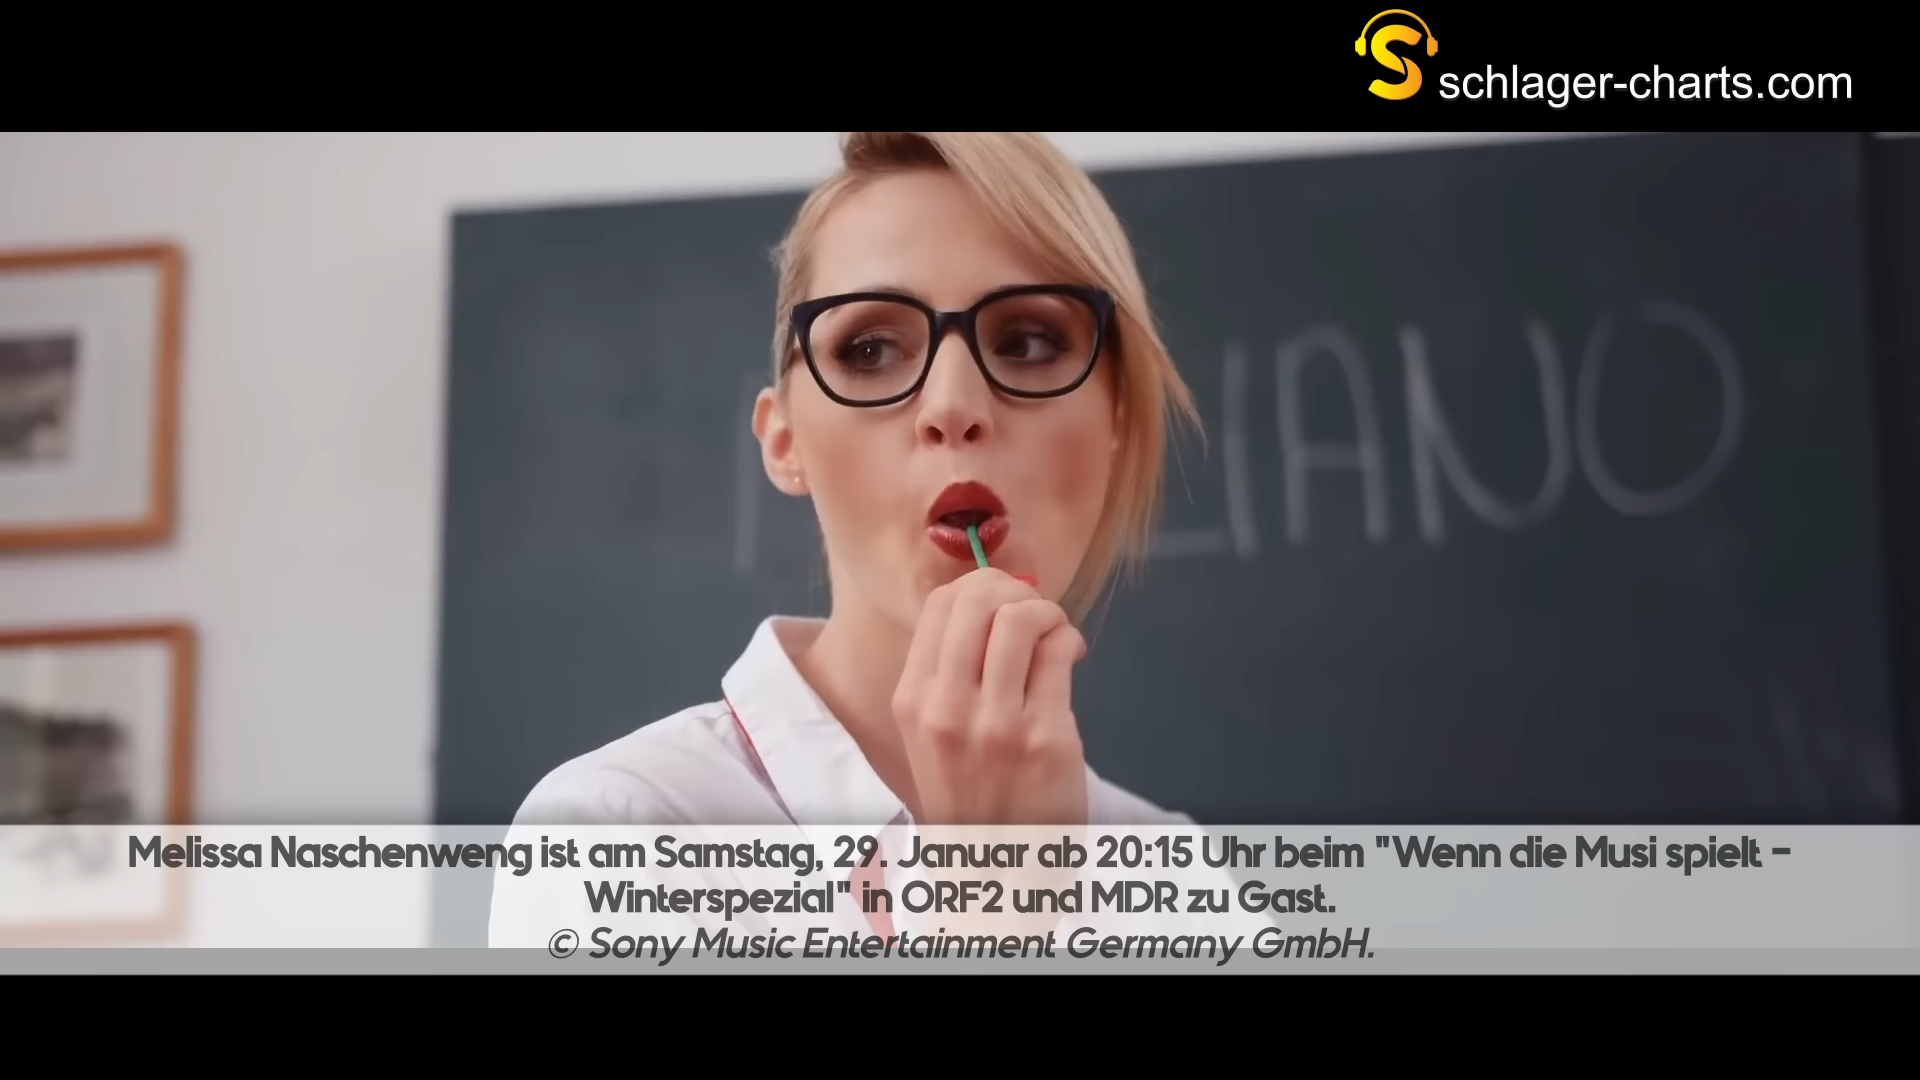 schlager-charts.com
LIANO
Melissa Naschenweng ist am Samstag, 29. Januar ab 20:15 Uhr beim "Wenn die Musi spielt -
Winterspezial" in ORF2 und MDR zu Gast.
© Sony Music Entertainment Germany GmbH.